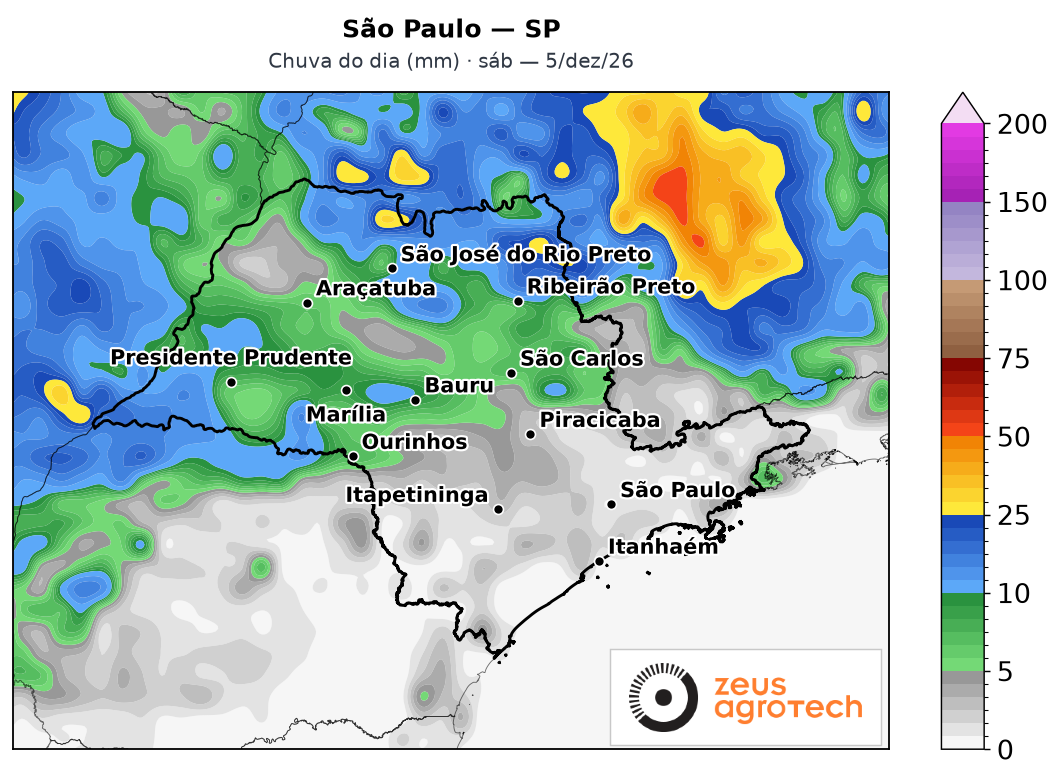 São Paulo — SP
Chuva do dia (mm) · sáb — 5/dez/26
São José do Rio Preto
Araçatuba
Ribeirão Preto
Presidente Prudente
São Carlos
Bauru
Marília
Piracicaba
Ourinhos
Itapetininga
São Paulo
Itanhaém
zeus
agrotech
200
150
100
75
50
25
10
5
0